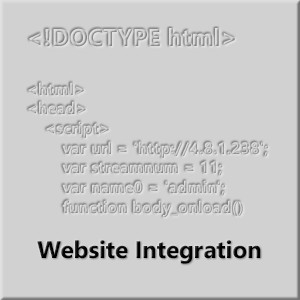 <!DOCTYPE html>
<html>
<head>
<script>
var url = 'http://4.8.1.238';
var streamnum = 11;
var name0 = 'admin';
function body_onload()
Website Integration